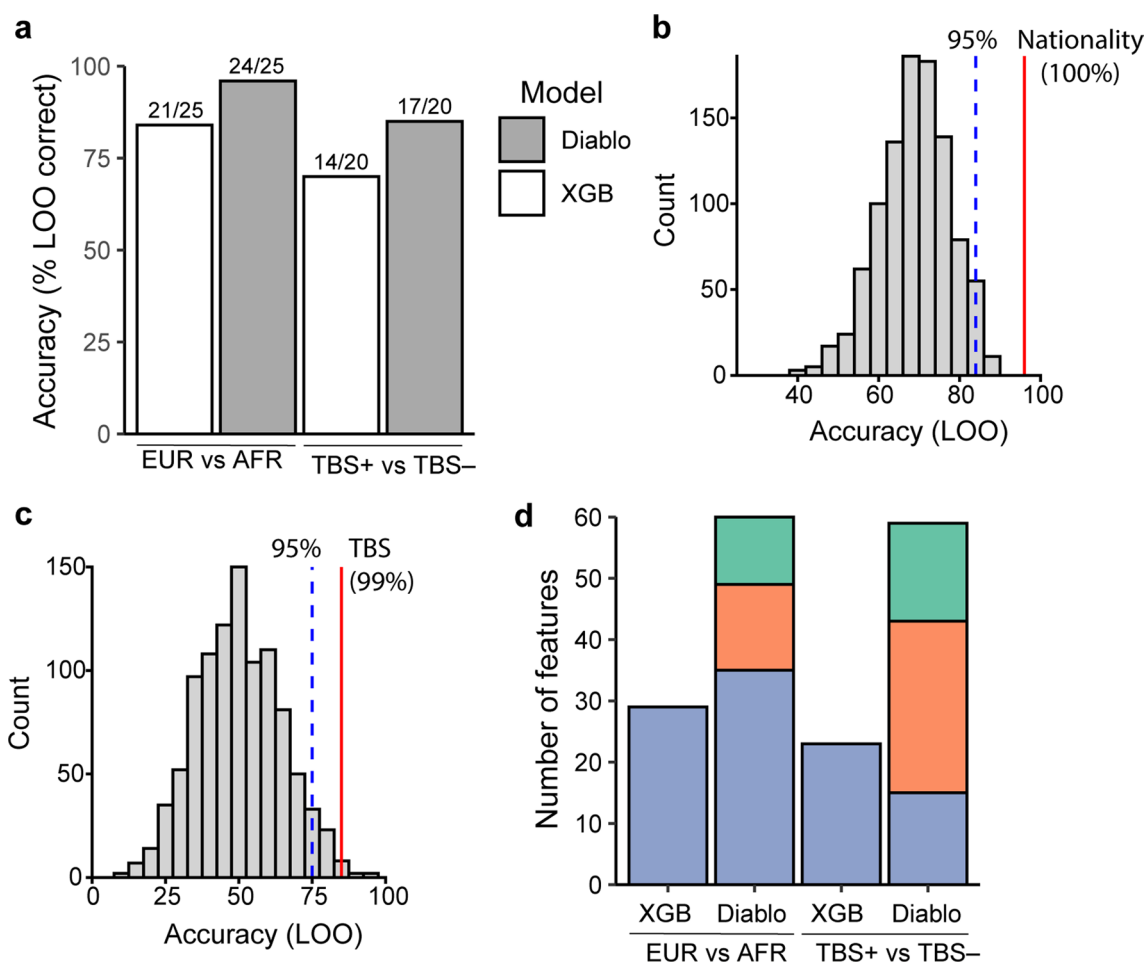 a
Accuracy (% LOO correct)
100
75
50
25
0
21/25
24/25
14/20
17/20
EUR vs AFR
TBS+ vs TBS–
Model
Diablo
XGB
b
95%
Nationality
(100%)
Count
150
100
50
0
40
60
80
100
Accuracy (LOO)
c
95%
TBS
(99%)
Count
150
100
50
0
0
25
50
75
100
Accuracy (LOO)
d
Number of features
60
50
40
30
20
10
0
XGB
Diablo
XGB
Diablo
EUR vs AFR
TBS+ vs TBS–